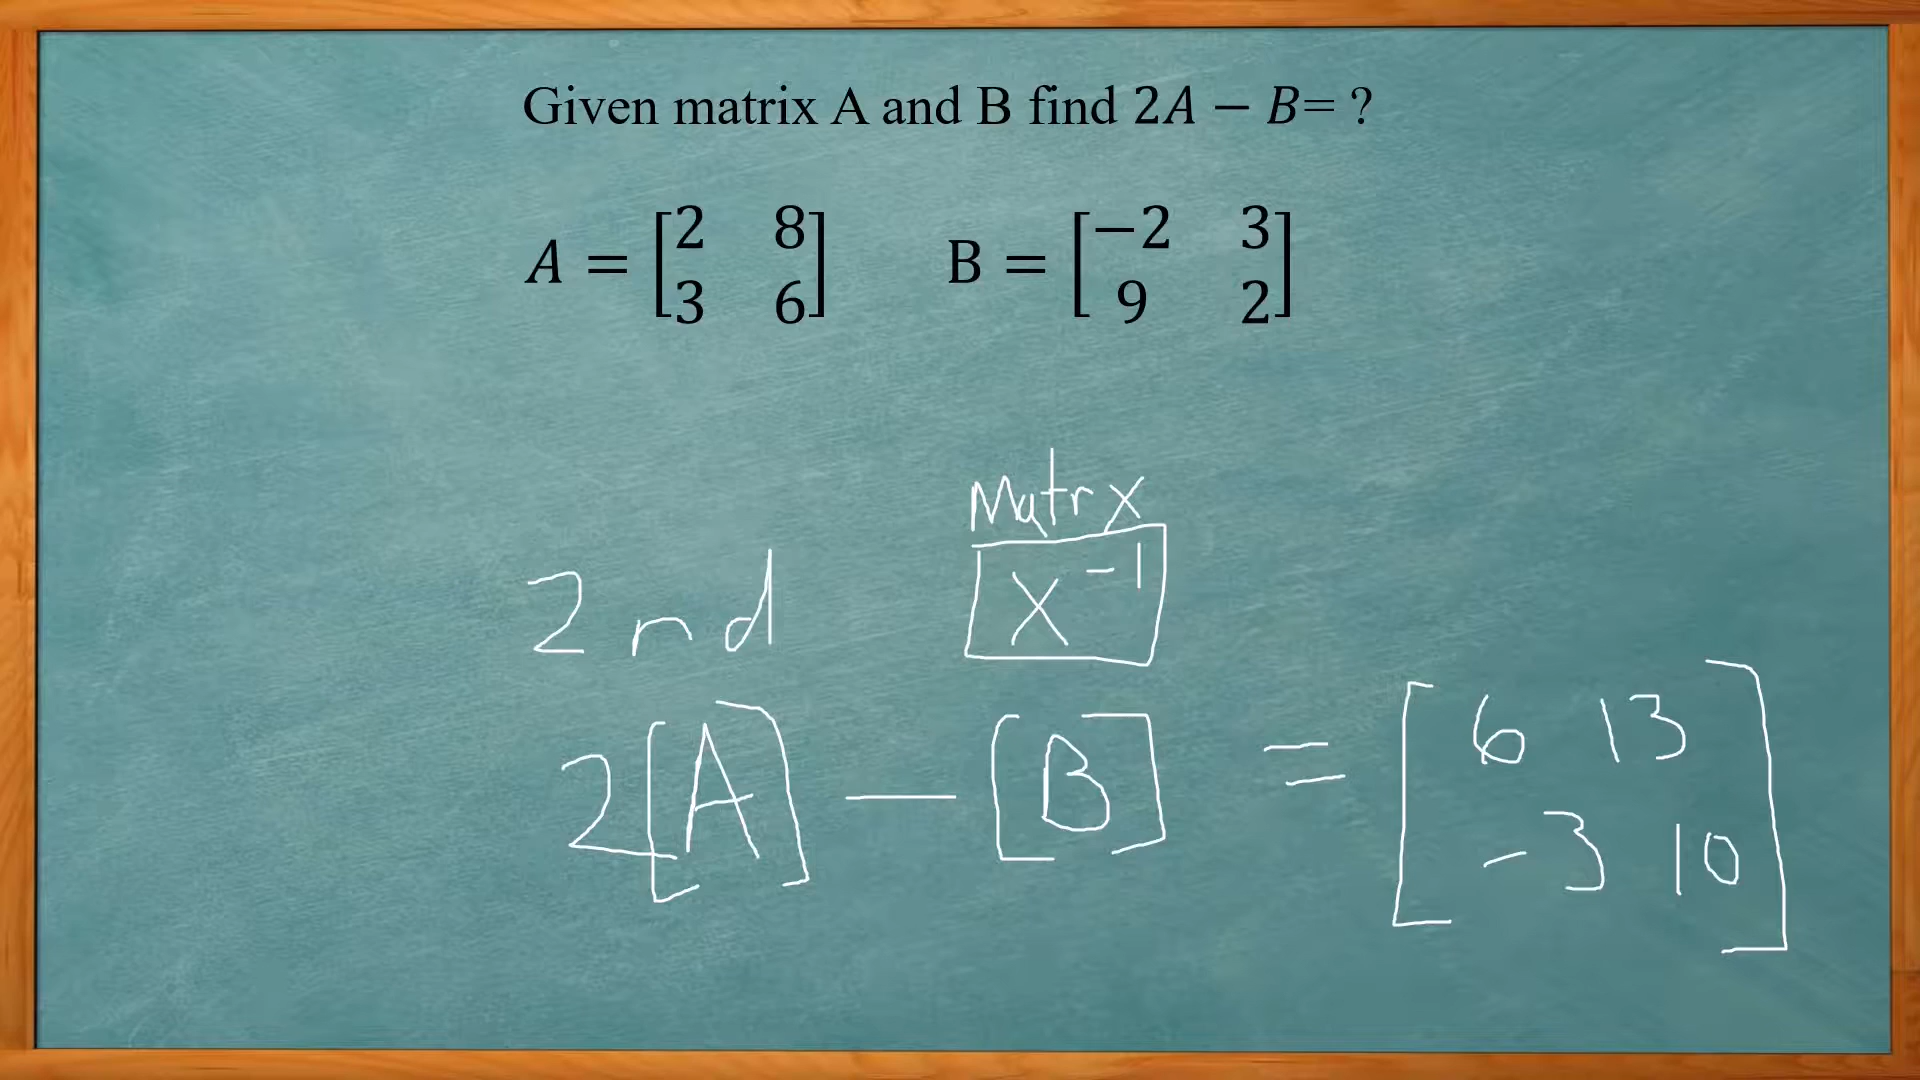 Given matrix A and B find 2A − B= ?
A = [2 8
3 6] B = [−2 3
9 2]
Matrx
2nd x⁻¹
2[A] − [B] = [6 13
-3 10]